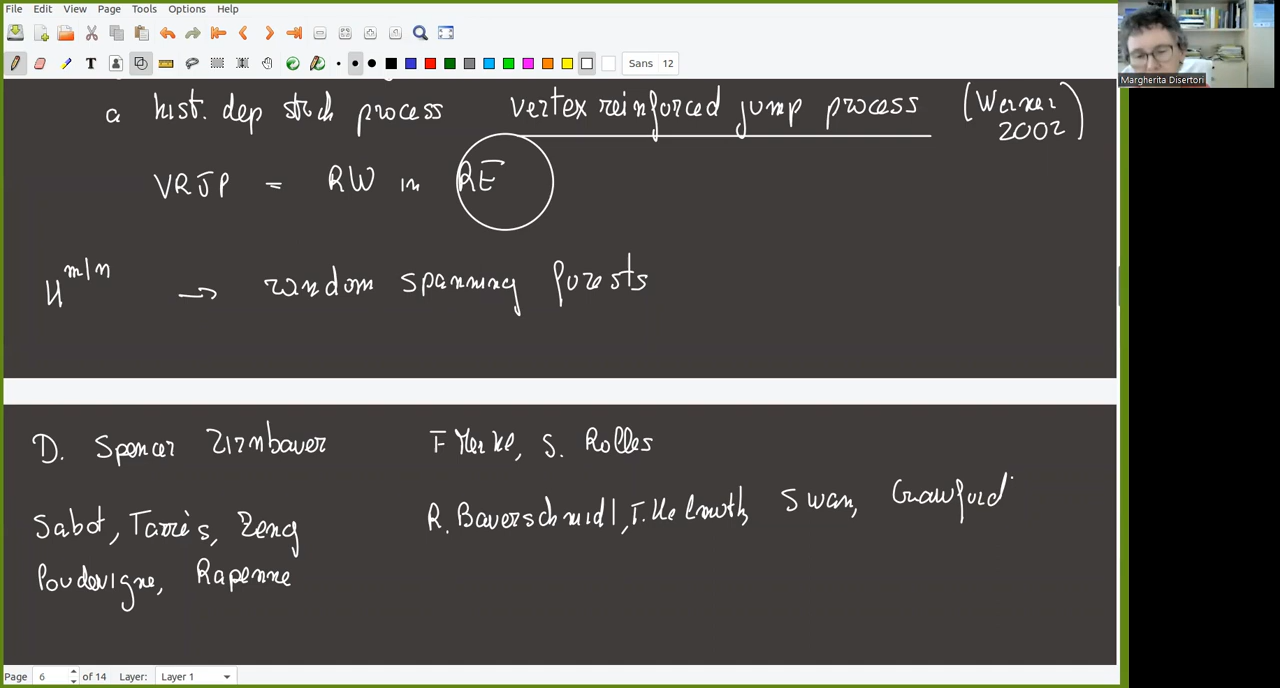 File Edit View Page Tools Options Help
Sans 12
Margherita Disertori
a hist. dep stoch process vertex reinforced jump process (Werner 2002)
VRJP = RW in RE
H^{m|n} → random spanning forests
D. Spencer Zirnbauer F Merkl, S. Rolles
Sabot, Tarrès, Zeng R. Bauerschmidt, T. Helmuth, Swan, Crawford
Poudevigne, Rapenne
Page 6 of 14 Layer: Layer 1